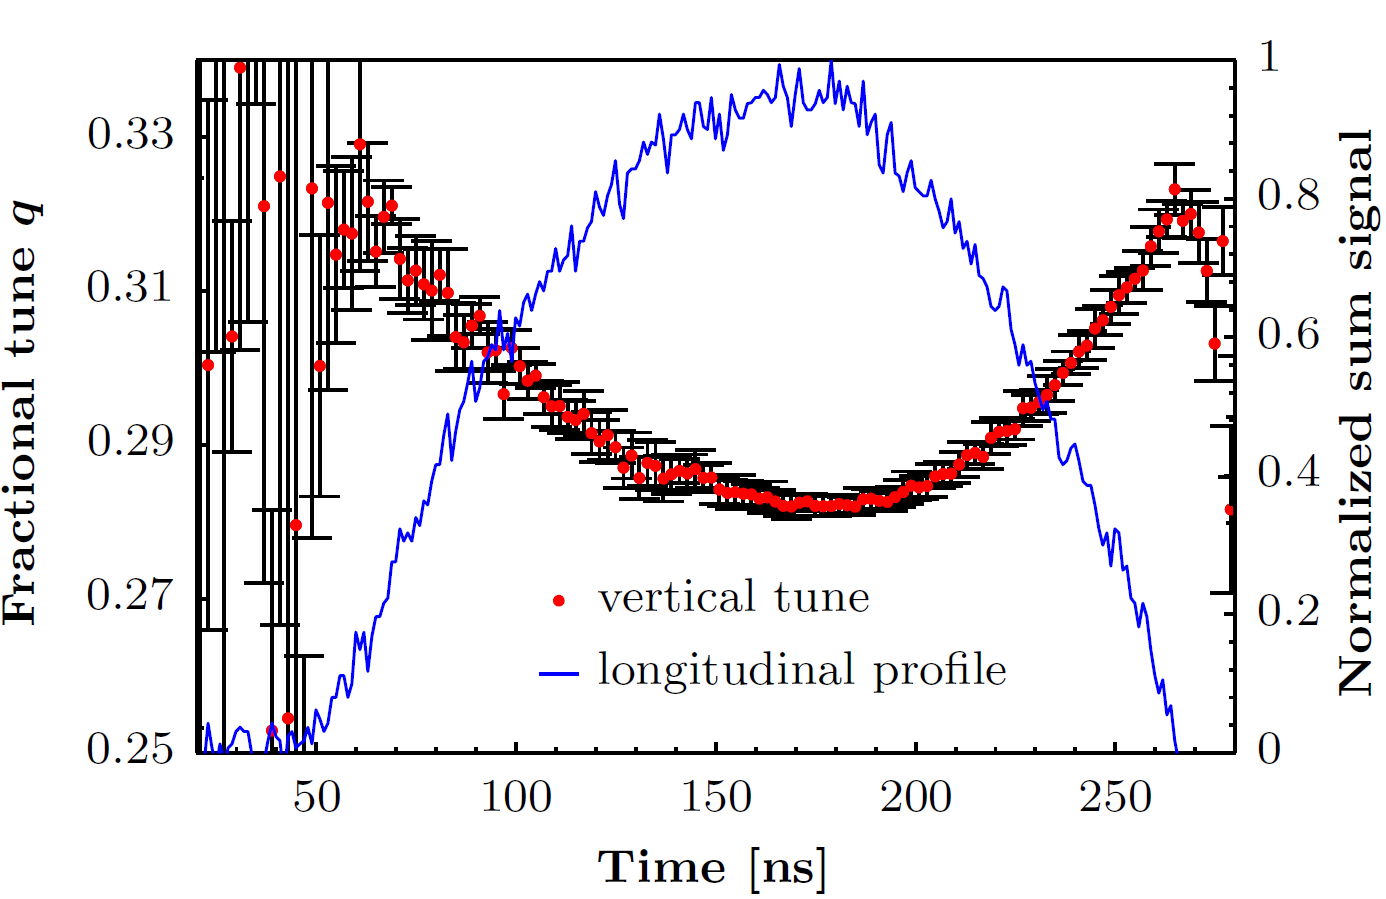 Fractional tune q
0.33
0.31
0.29
0.27
0.25
1
0.8
0.6
0.4
0.2
0
Normalized sum signal
vertical tune
longitudinal profile
50 100 150 200 250
Time [ns]